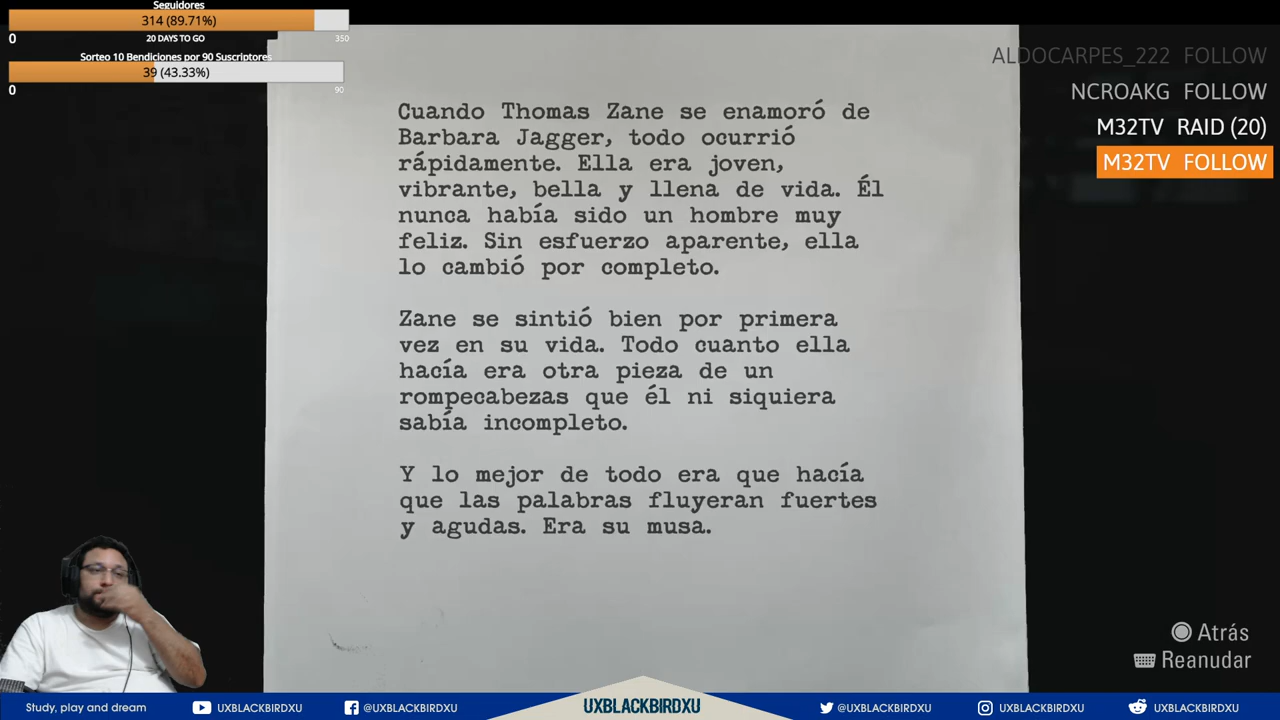 Seguidores
314 (89.71%)
0
20 DAYS TO GO
350
Sorteo 10 Bendiciones por 90 Suscriptores
39 (43.33%)
0
90
ALDOCARPES_222 FOLLOW
NCROAKG FOLLOW
M32TV RAID (20)
M32TV FOLLOW
Cuando Thomas Zane se enamoró de
Barbara Jagger, todo ocurrió
rápidamente. Ella era joven,
vibrante, bella y llena de vida. Él
nunca había sido un hombre muy
feliz. Sin esfuerzo aparente, ella
lo cambió por completo.
Zane se sintió bien por primera
vez en su vida. Todo cuanto ella
hacía era otra pieza de un
rompecabezas que él ni siquiera
sabía incompleto.
Y lo mejor de todo era que hacía
que las palabras fluyeran fuertes
y agudas. Era su musa.
Atrás
Reanudar
Study, play and dream
UXBLACKBIRDXU
@UXBLACKBIRDXU
UXBLACKBIRDXU
@UXBLACKBIRDXU
UXBLACKBIRDXU
UXBLACKBIRDXU